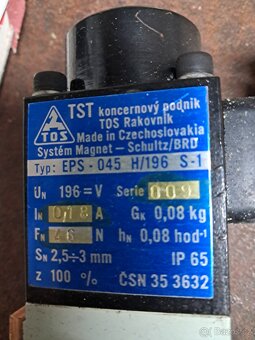 TOS
TST koncernový podnik
TOS Rakovník
Made in Czechoslovakia
Systém Magnet – Schultz/BRD
Typ: EPS - 045 H/196 S-1
UN 196 = V Serie 009
IN 0,18 A GK 0,08 kg
FN 46 N hN 0,08 hod-1
SN 2,5÷3 mm IP 65
z 100 % ČSN 35 3632